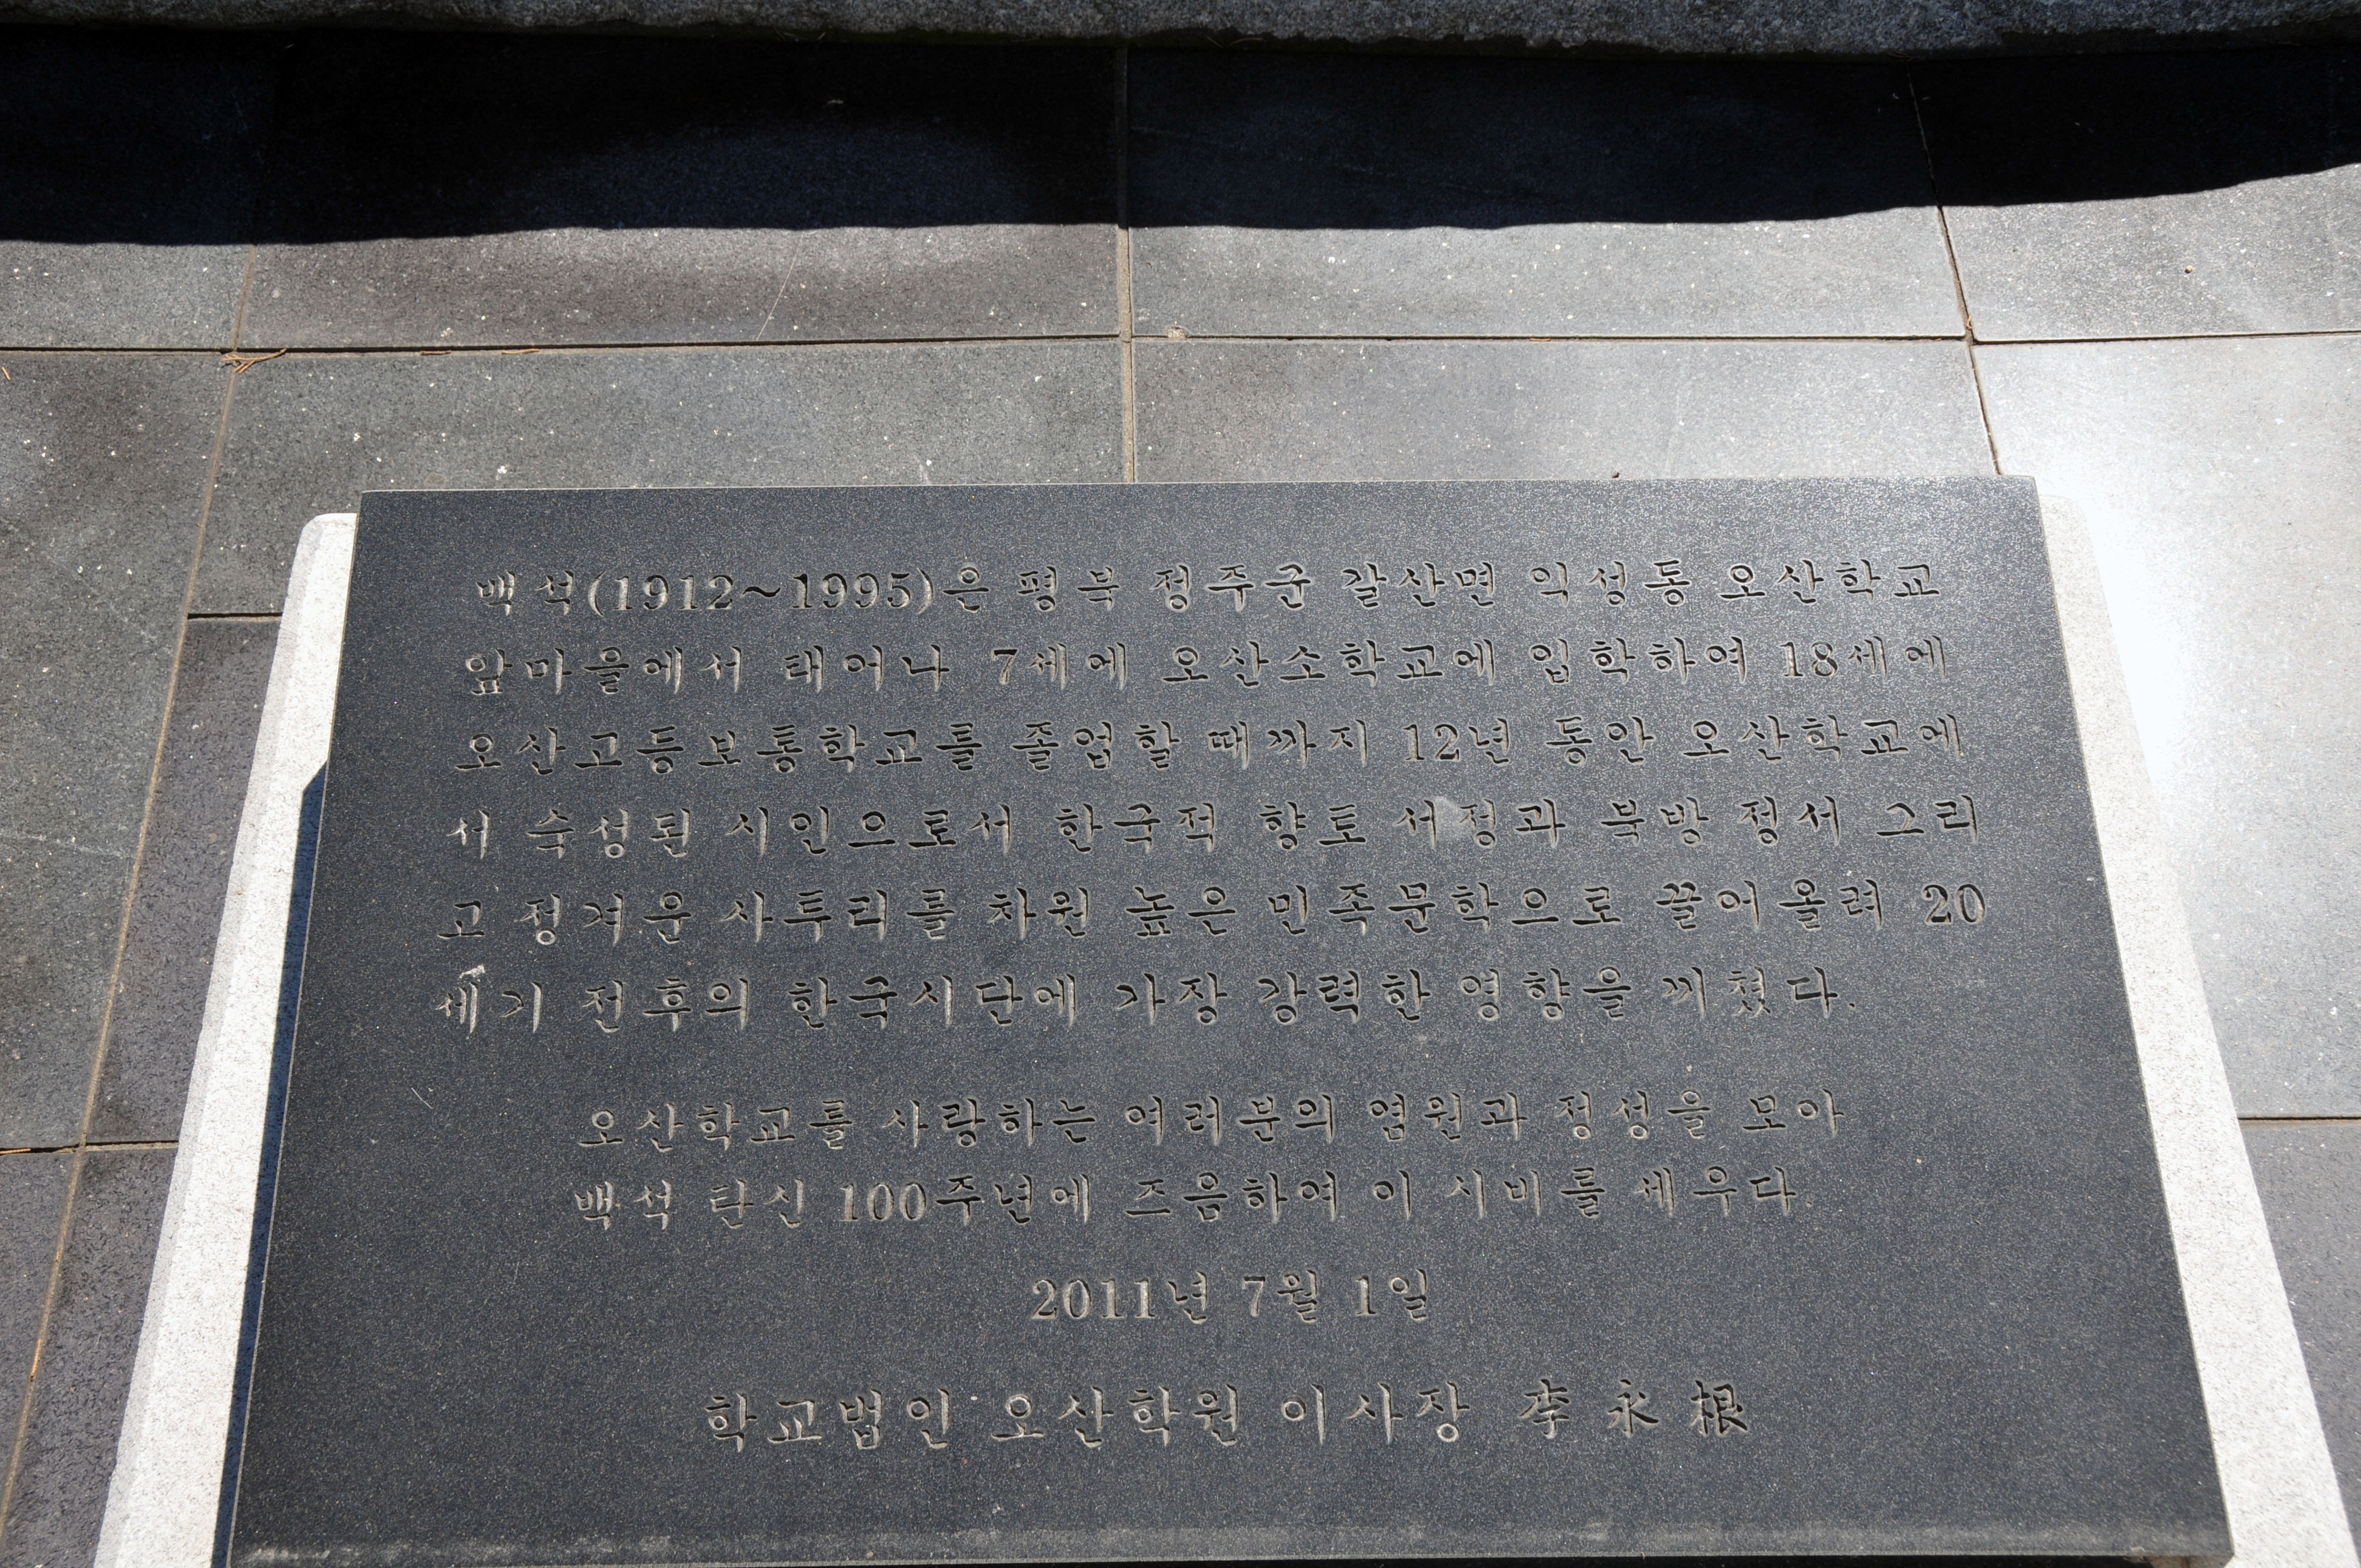 백석(1912~1995)은 평북 정주군 갈산면 익성동 오산학교
앞마을에서 태어나 7세에 오산소학교에 입학하여 18세에
오산고등보통학교를 졸업할 때까지 12년 동안 오산학교에
서 숙성된 시인으로서 한국적 향토 서정과 북방 정서 그리
고 정겨운 사투리를 차원 높은 민족문학으로 끌어올려 20
세기 전후의 한국시단에 가장 강력한 영향을 끼쳤다.
오산학교를 사랑하는 여러분의 염원과 정성을 모아
백석 탄신 100주년에 즈음하여 이 시비를 세우다.
2011년 7월 1일
학교법인 오산학원 이사장 李永根